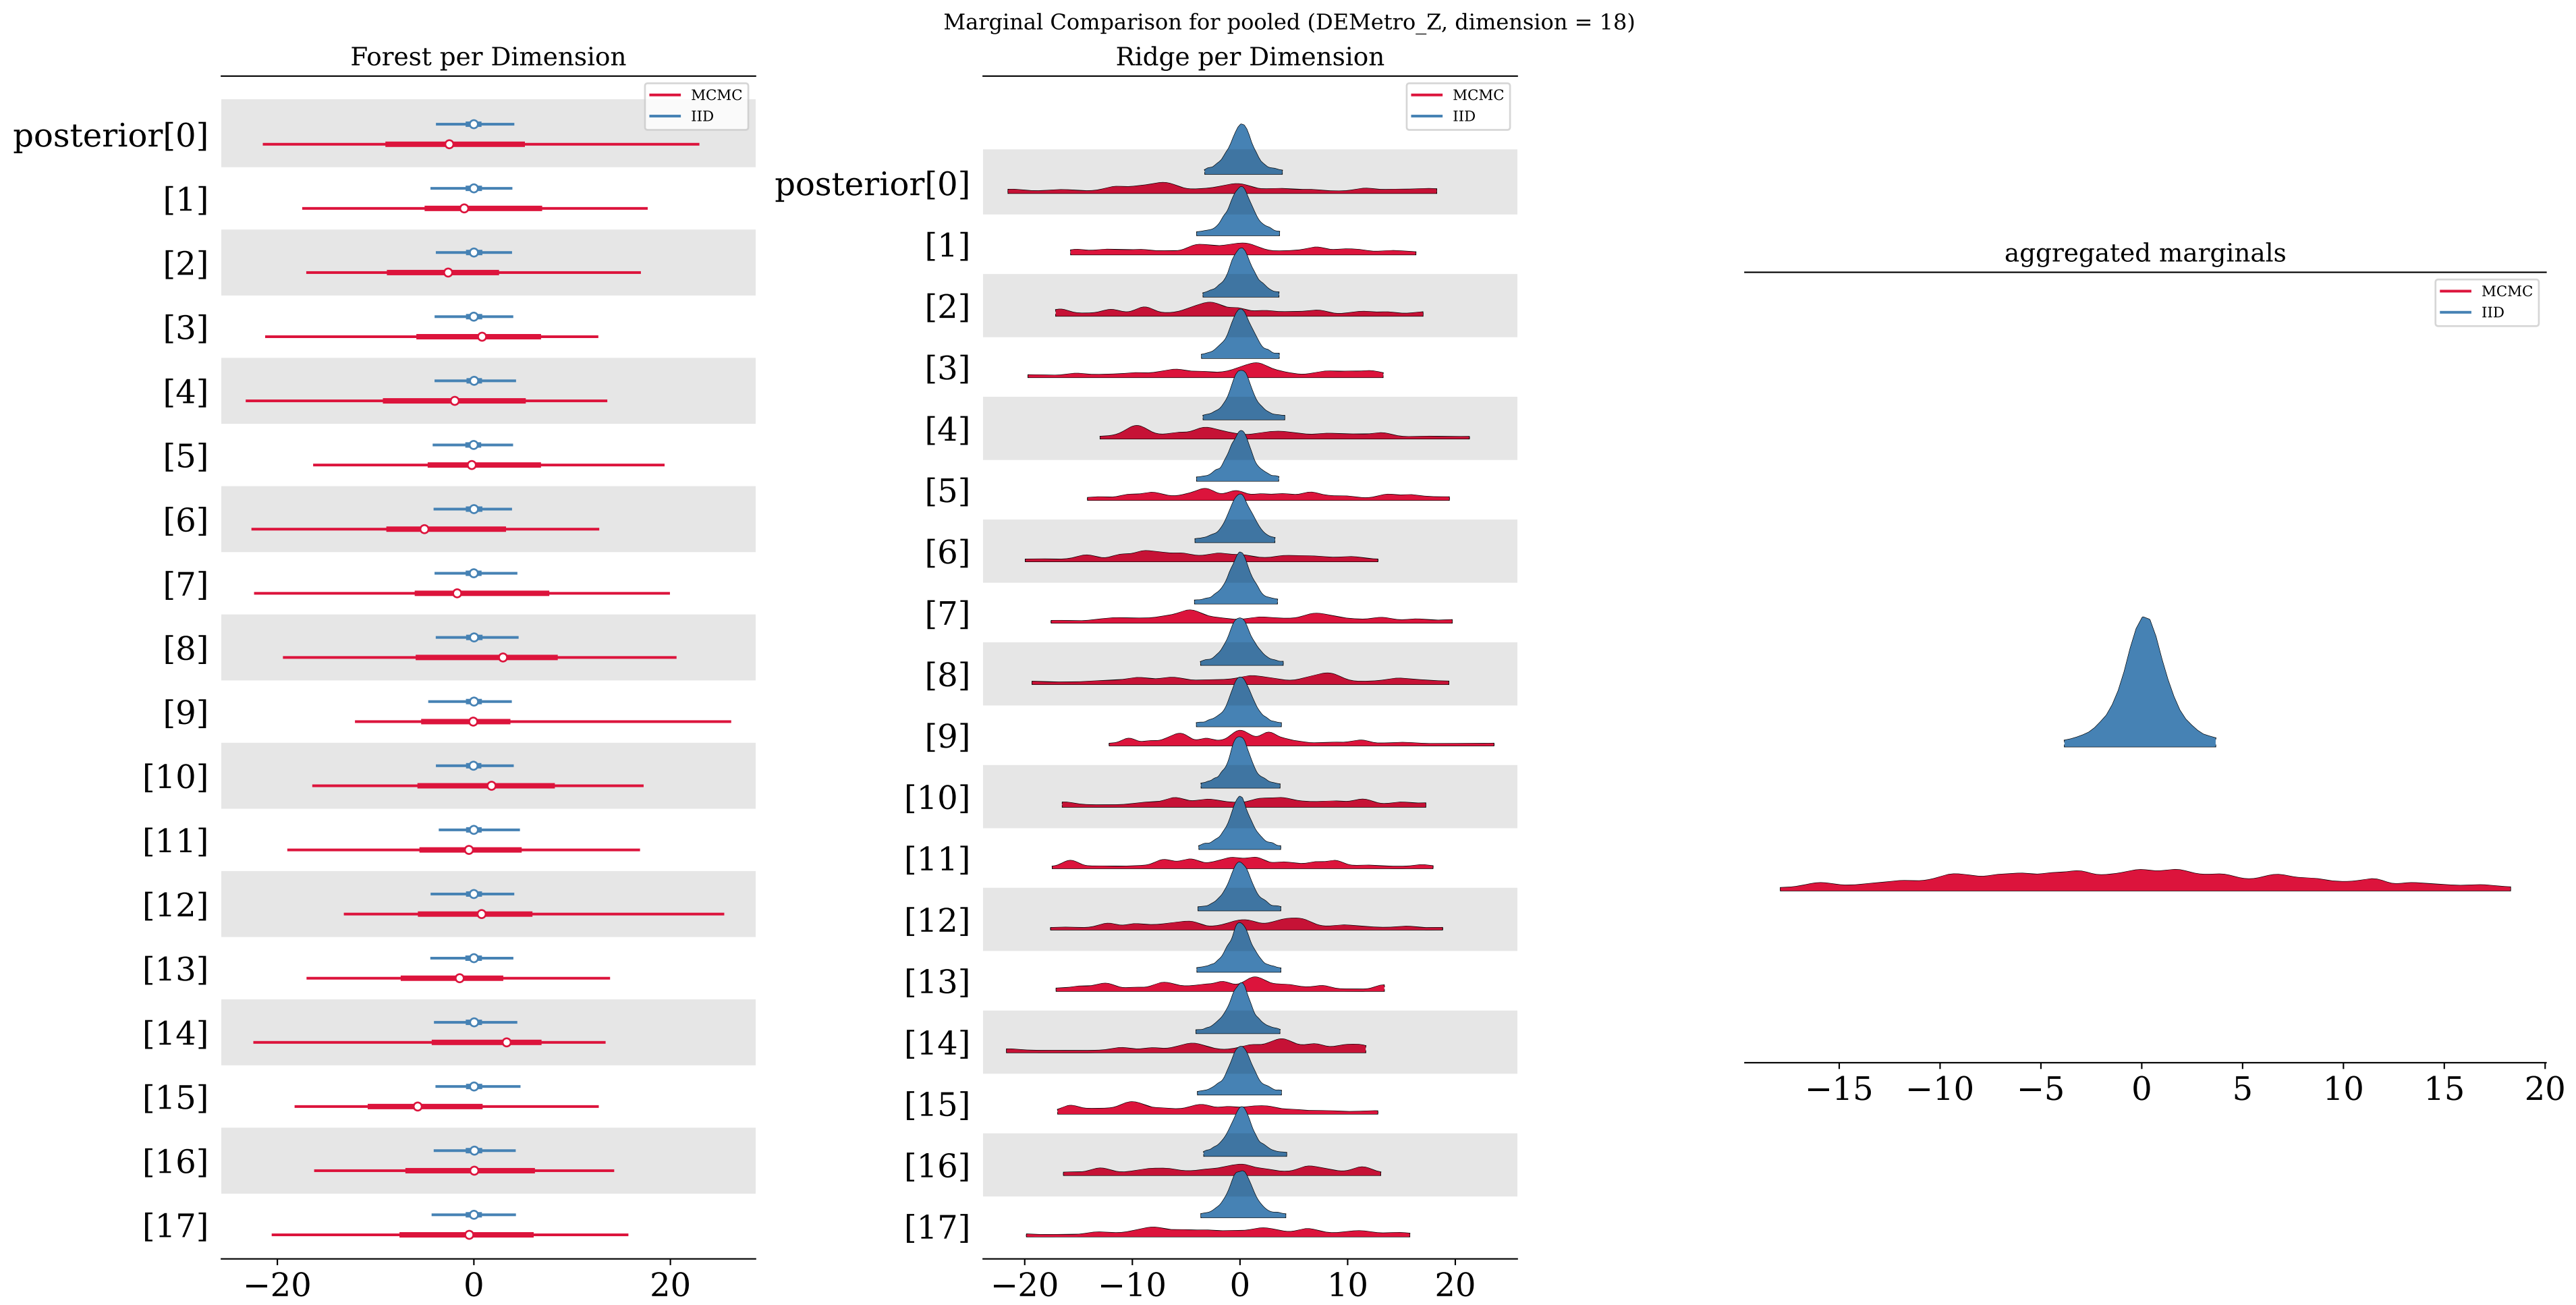 Marginal Comparison for pooled (DEMetro_Z, dimension = 18)
Forest per Dimension
MCMC
IID
posterior[0]
[1]
[2]
[3]
[4]
[5]
[6]
[7]
[8]
[9]
[10]
[11]
[12]
[13]
[14]
[15]
[16]
[17]
−20 0 20
Ridge per Dimension
MCMC
IID
posterior[0]
[1]
[2]
[3]
[4]
[5]
[6]
[7]
[8]
[9]
[10]
[11]
[12]
[13]
[14]
[15]
[16]
[17]
−20 −10 0 10 20
aggregated marginals
MCMC
IID
−15 −10 −5 0 5 10 15 20